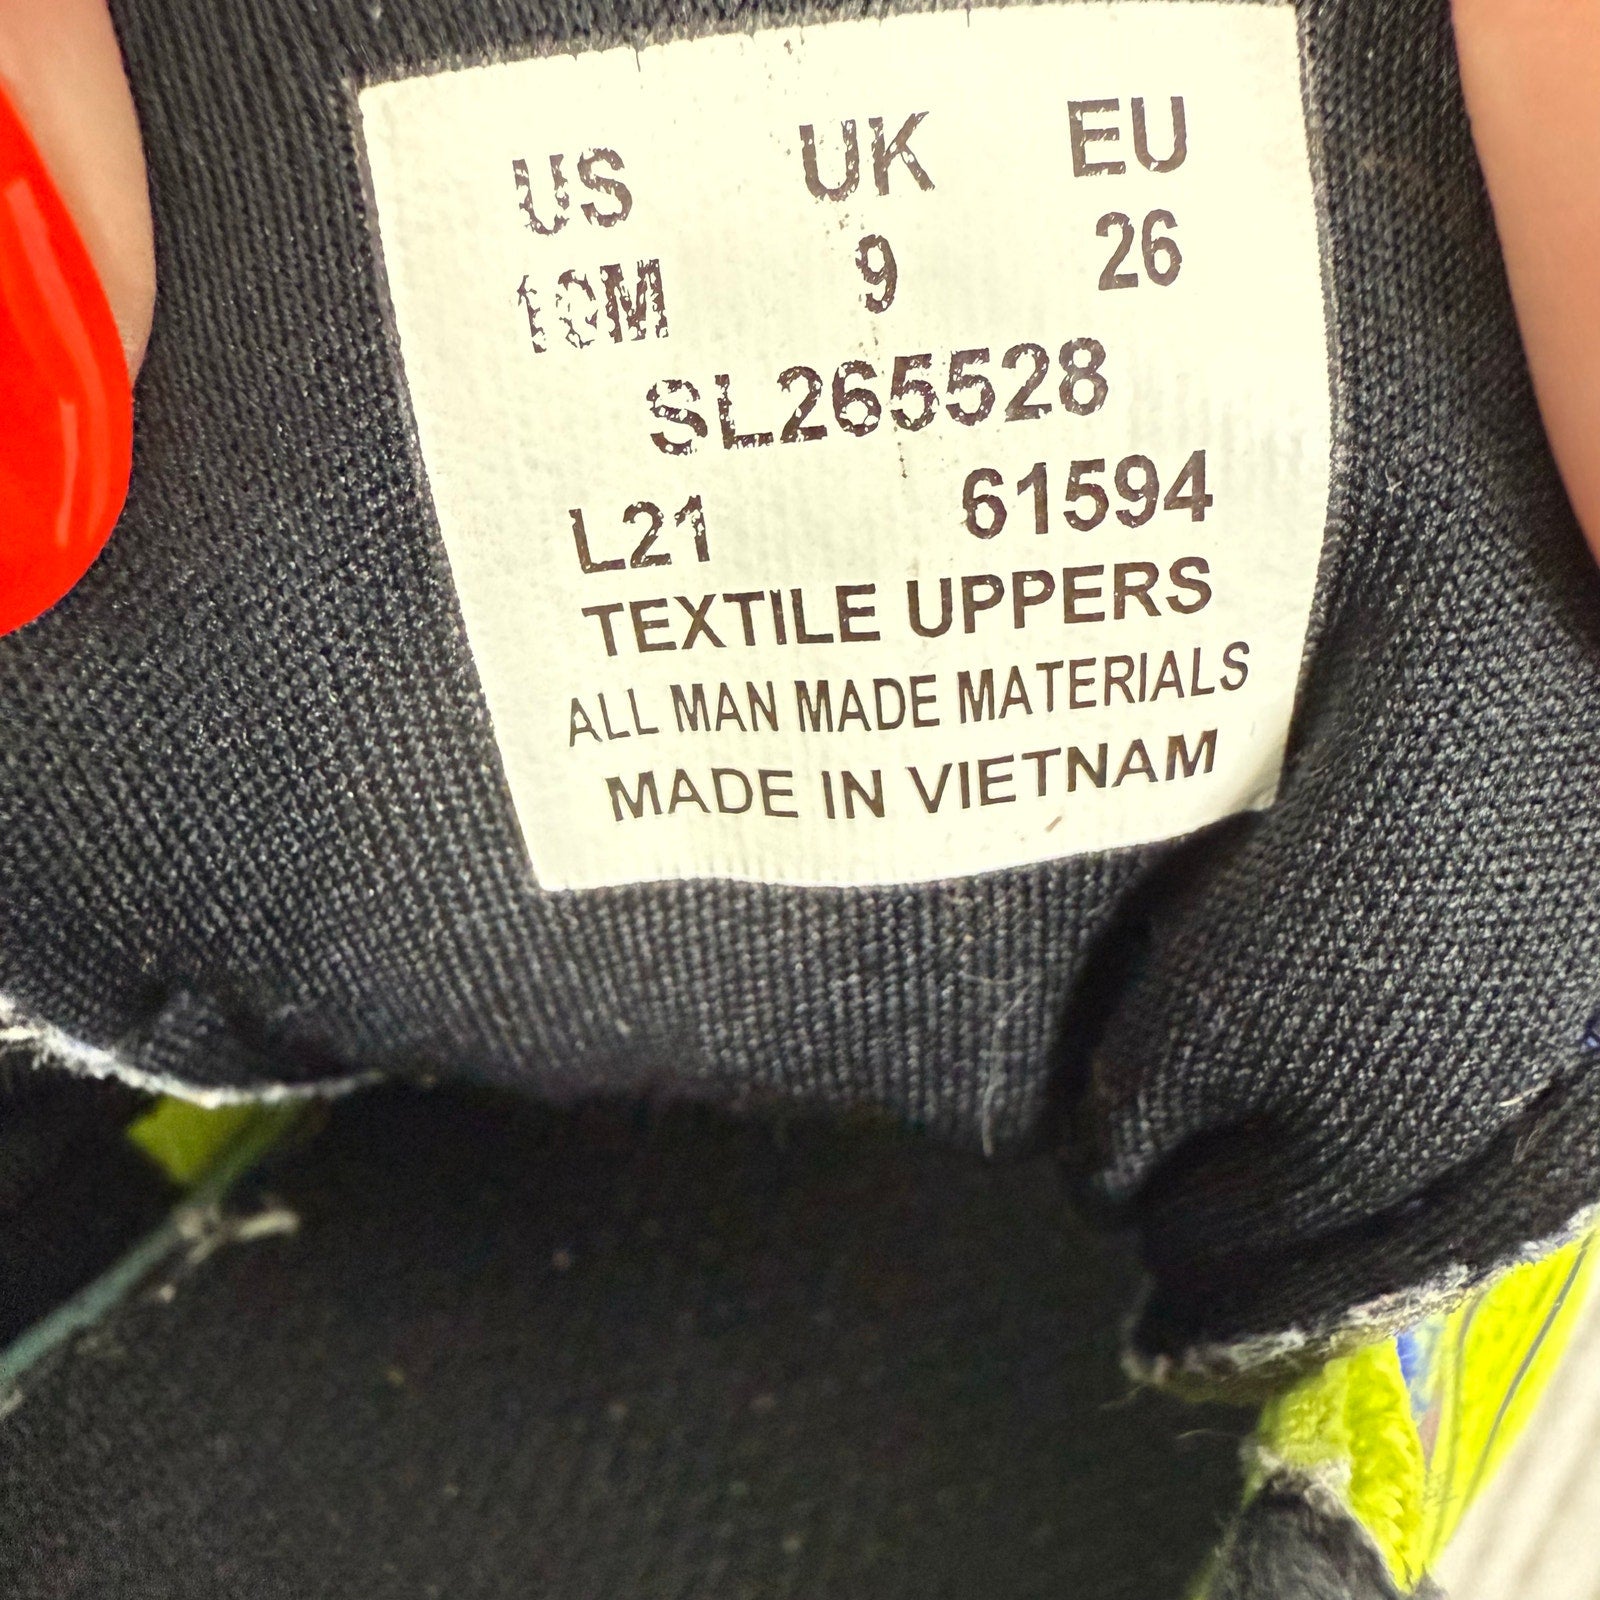 US UK EU
10M 9 26
SL265528
L21 61594
TEXTILE UPPERS
ALL MAN MADE MATERIALS
MADE IN VIETNAM